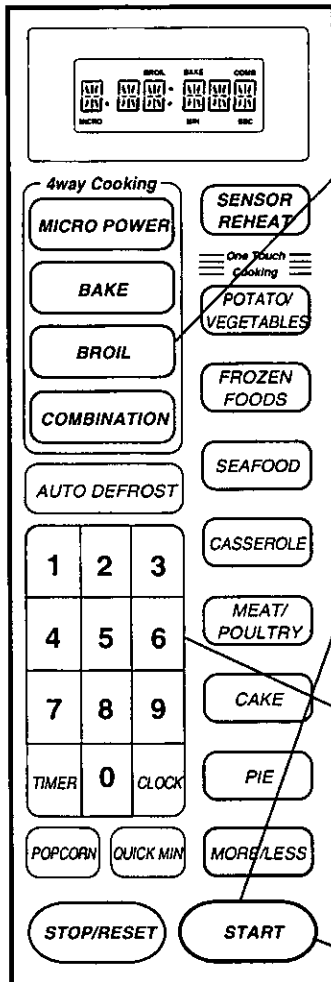 BROIL BAKE COMB
MICRO MIN SEC
4way Cooking
MICRO POWER
BAKE
BROIL
COMBINATION
AUTO DEFROST
1 2 3
4 5 6
7 8 9
TIMER 0 CLOCK
POPCORN QUICK MIN
STOP/RESET
SENSOR
REHEAT
One Touch
Cooking
POTATO/
VEGETABLES
FROZEN
FOODS
SEAFOOD
CASSEROLE
MEAT/
POULTRY
CAKE
PIE
MORE/LESS
START